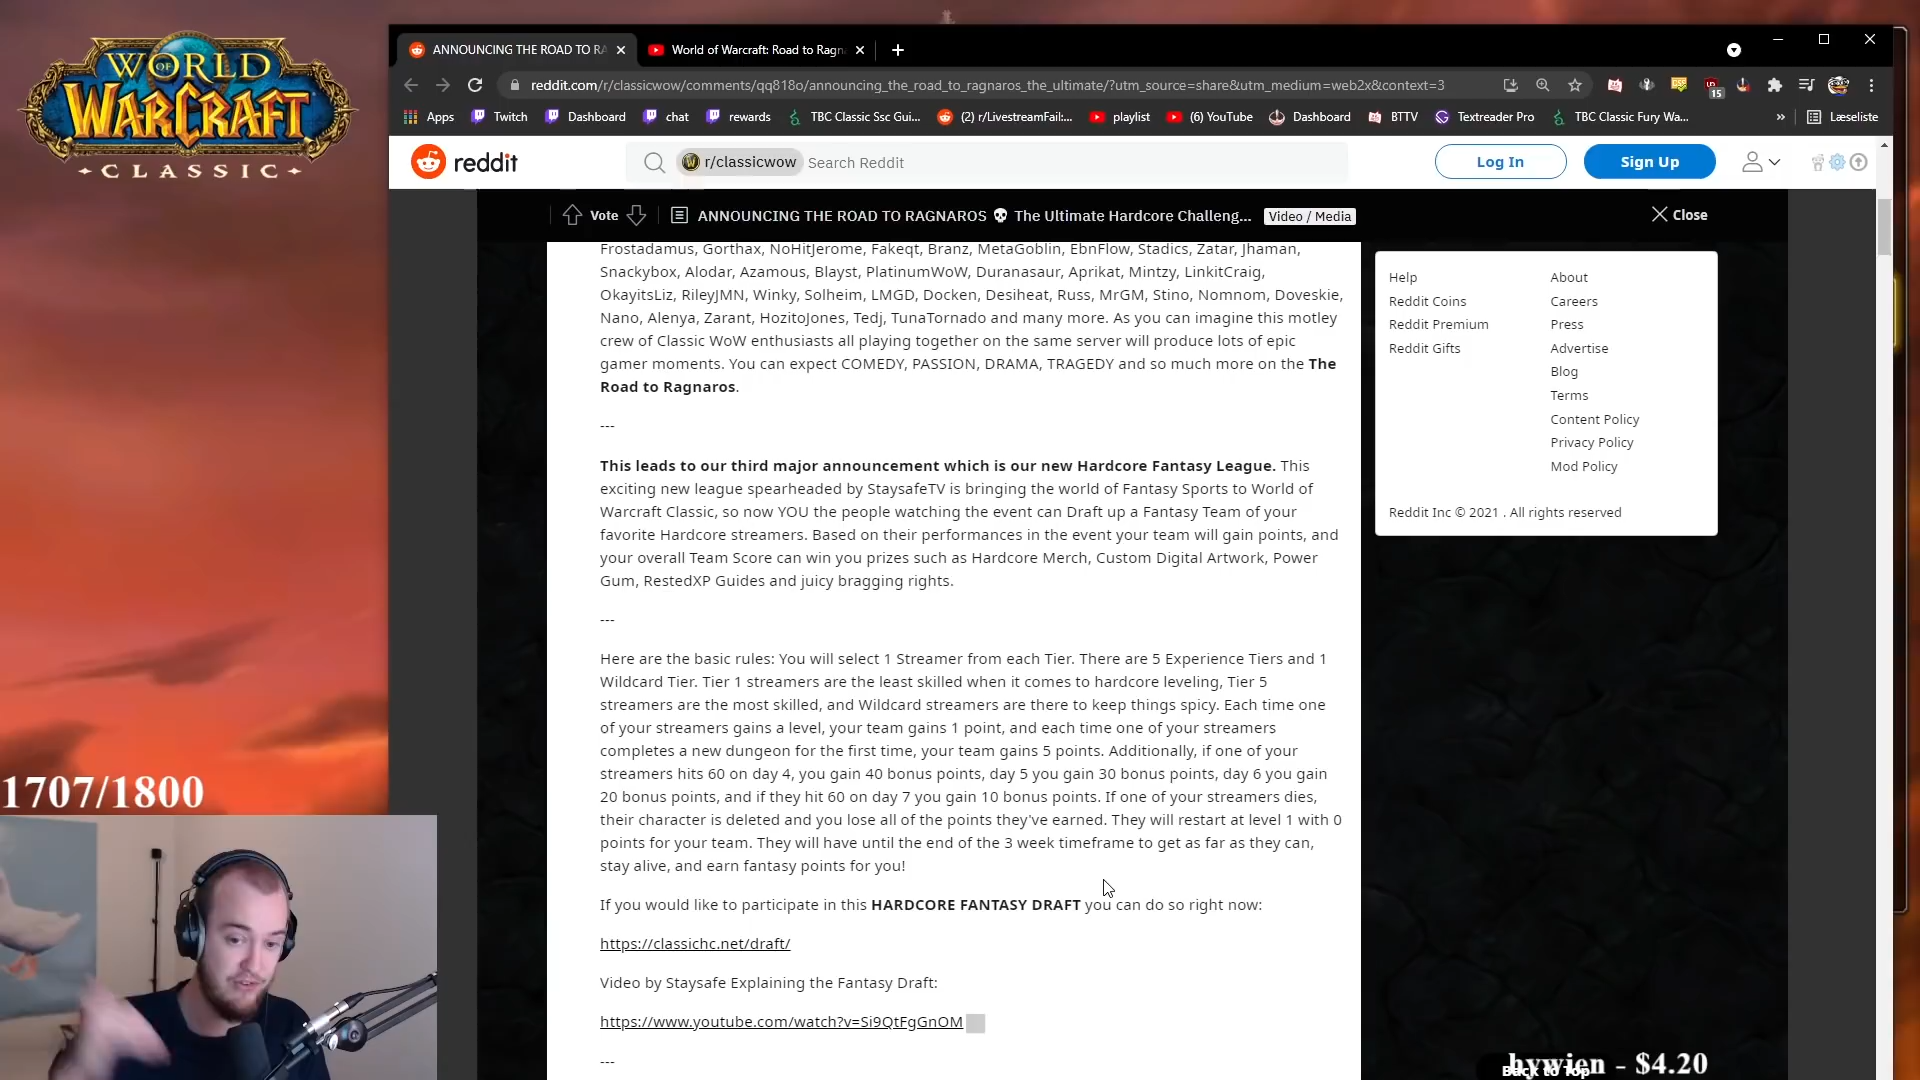 WORLD
OF
WARCRAFT
CLASSIC
ANNOUNCING THE ROAD TO RA
World of Warcraft: Road to Ragn
reddit.com/r/classicwow/comments/qq818o/announcing_the_road_to_ragnaros_the_ultimate/?utm_source=share&utm_medium=web2x&context=3
15
Apps
Twitch
Dashboard
chat
rewards
TBC Classic Ssc Gui...
(2) r/LivestreamFail:...
playlist
(6) YouTube
Dashboard
BTTV
Textreader Pro
TBC Classic Fury Wa...
»
Læseliste
reddit
r/classicwow
Search Reddit
Log In
Sign Up
Vote
ANNOUNCING THE ROAD TO RAGNAROS 💀 The Ultimate Hardcore Challeng...
Video / Media
Close
Frostadamus, Gorthax, NoHitJerome, Fakeqt, Branz, MetaGoblin, EbnFlow, Stadics, Zatar, Jhaman,
Snackybox, Alodar, Azamous, Blayst, PlatinumWoW, Duranasaur, Aprikat, Mintzy, LinkitCraig,
OkayitsLiz, RileyJMN, Winky, Solheim, LMGD, Docken, Desiheat, Russ, MrGM, Stino, Nomnom, Doveskie,
Nano, Alenya, Zarant, HozitoJones, Tedj, TunaTornado and many more. As you can imagine this motley
crew of Classic WoW enthusiasts all playing together on the same server will produce lots of epic
gamer moments. You can expect COMEDY, PASSION, DRAMA, TRAGEDY and so much more on the The
Road to Ragnaros.
---
This leads to our third major announcement which is our new Hardcore Fantasy League. This
exciting new league spearheaded by StaysafeTV is bringing the world of Fantasy Sports to World of
Warcraft Classic, so now YOU the people watching the event can Draft up a Fantasy Team of your
favorite Hardcore streamers. Based on their performances in the event your team will gain points, and
your overall Team Score can win you prizes such as Hardcore Merch, Custom Digital Artwork, Power
Gum, RestedXP Guides and juicy bragging rights.
---
Here are the basic rules: You will select 1 Streamer from each Tier. There are 5 Experience Tiers and 1
Wildcard Tier. Tier 1 streamers are the least skilled when it comes to hardcore leveling, Tier 5
streamers are the most skilled, and Wildcard streamers are there to keep things spicy. Each time one
of your streamers gains a level, your team gains 1 point, and each time one of your streamers
completes a new dungeon for the first time, your team gains 5 points. Additionally, if one of your
streamers hits 60 on day 4, you gain 40 bonus points, day 5 you gain 30 bonus points, day 6 you gain
20 bonus points, and if they hit 60 on day 7 you gain 10 bonus points. If one of your streamers dies,
their character is deleted and you lose all of the points they've earned. They will restart at level 1 with 0
points for your team. They will have until the end of the 3 week timeframe to get as far as they can,
stay alive, and earn fantasy points for you!
If you would like to participate in this HARDCORE FANTASY DRAFT you can do so right now:
https://classichc.net/draft/
Video by Staysafe Explaining the Fantasy Draft:
https://www.youtube.com/watch?v=Si9QtFgGnOM
---
Help
Reddit Coins
Reddit Premium
Reddit Gifts
About
Careers
Press
Advertise
Blog
Terms
Content Policy
Privacy Policy
Mod Policy
Reddit Inc © 2021 . All rights reserved
1707/1800
hywien - $4.20
Back to Top